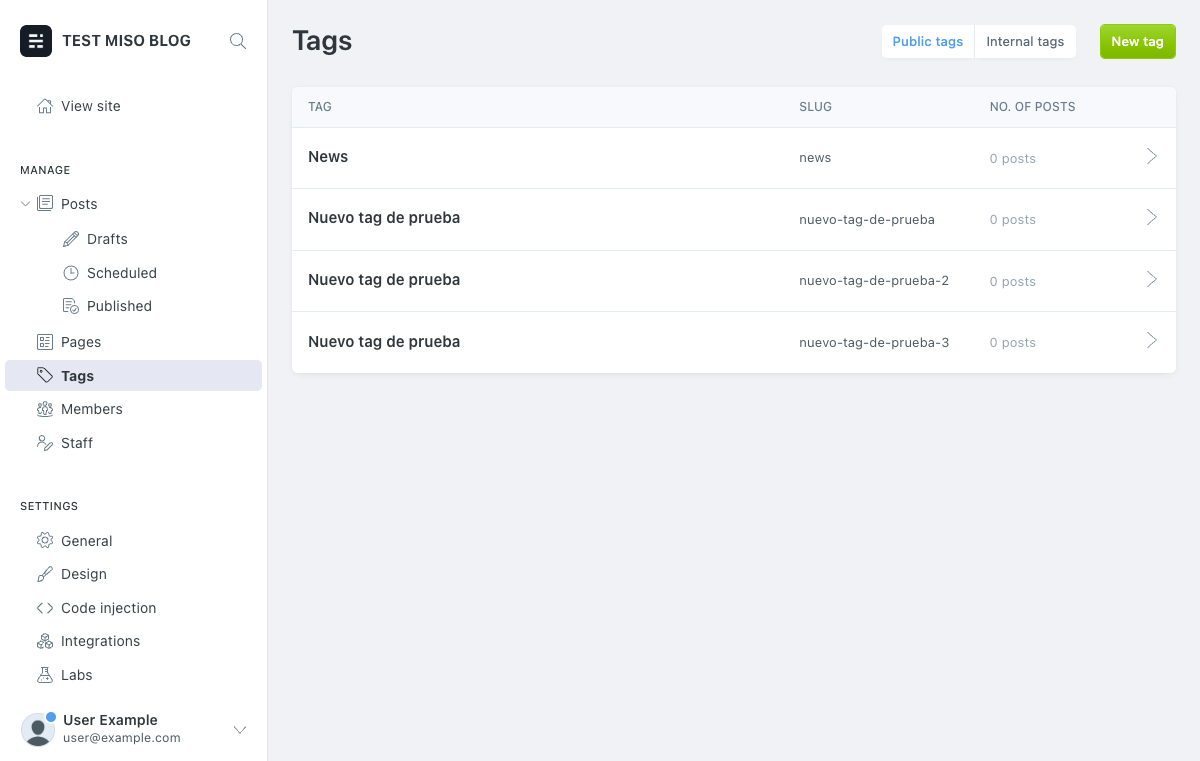 TEST MISO BLOG
View site
MANAGE
Posts
Drafts
Scheduled
Published
Pages
Tags
Members
Staff
SETTINGS
General
Design
Code injection
Integrations
Labs
User Example
user@example.com
Tags
Public tags Internal tags New tag
TAG SLUG NO. OF POSTS
News news 0 posts
Nuevo tag de prueba nuevo-tag-de-prueba 0 posts
Nuevo tag de prueba nuevo-tag-de-prueba-2 0 posts
Nuevo tag de prueba nuevo-tag-de-prueba-3 0 posts